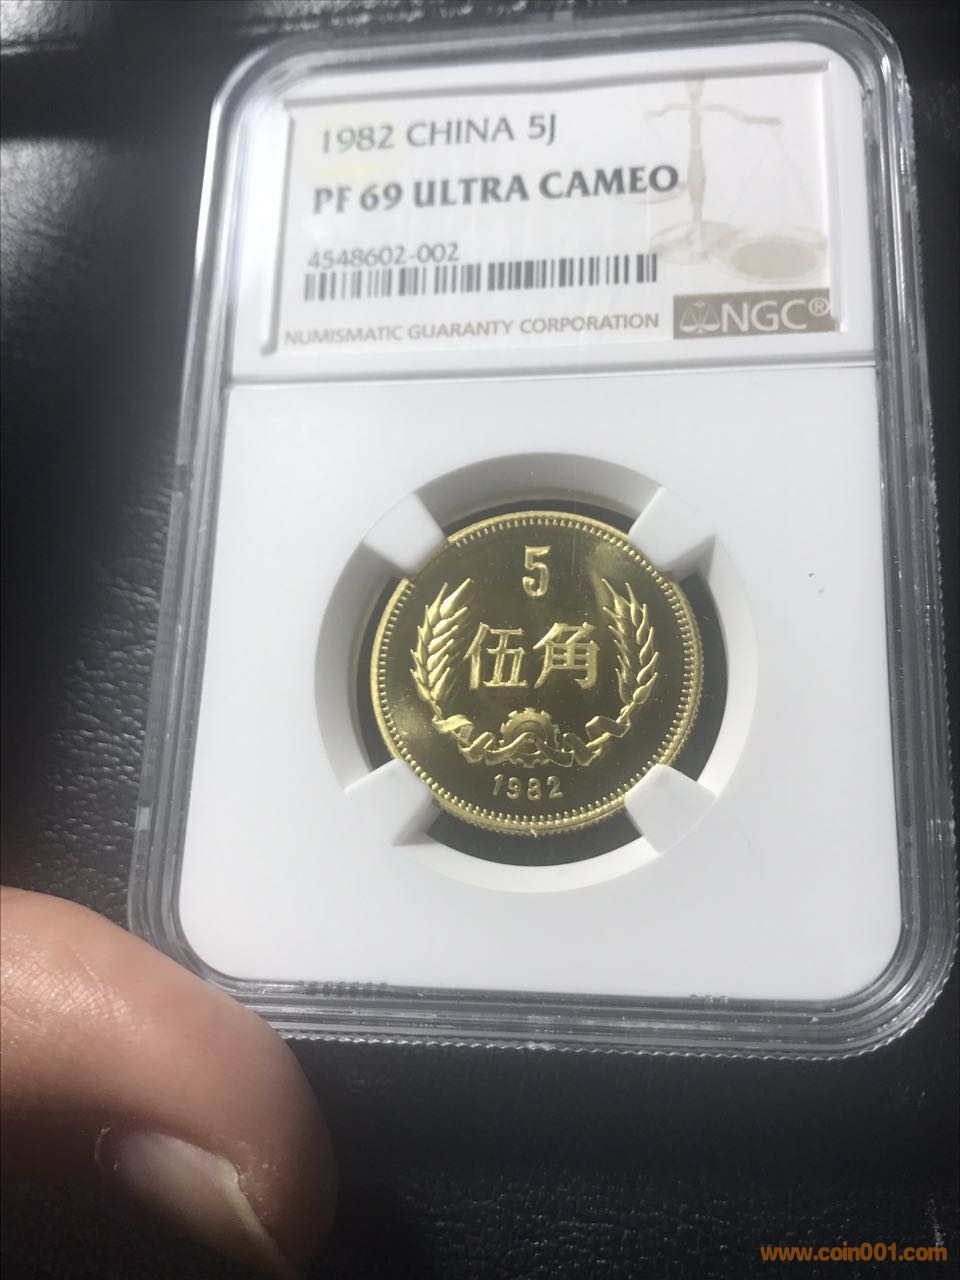 1982 CHINA 5J
PF 69 ULTRA CAMEO
4548602-002
NUMISMATIC GUARANTY CORPORATION
NGC®
5
伍角
1982
www.coin001.com